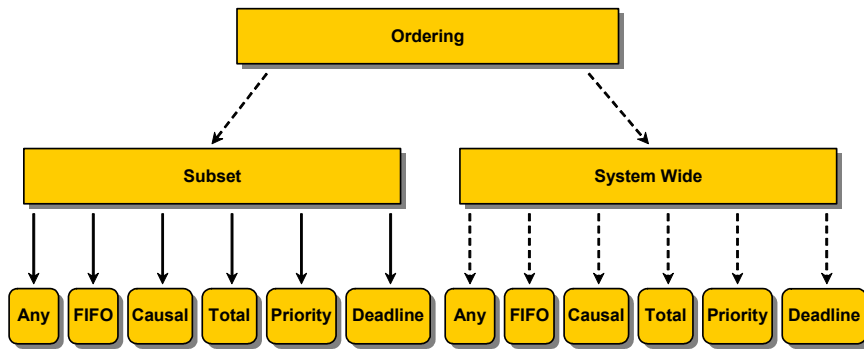 Ordering
Subset
System Wide
Any
FIFO
Causal
Total
Priority
Deadline
Any
FIFO
Causal
Total
Priority
Deadline